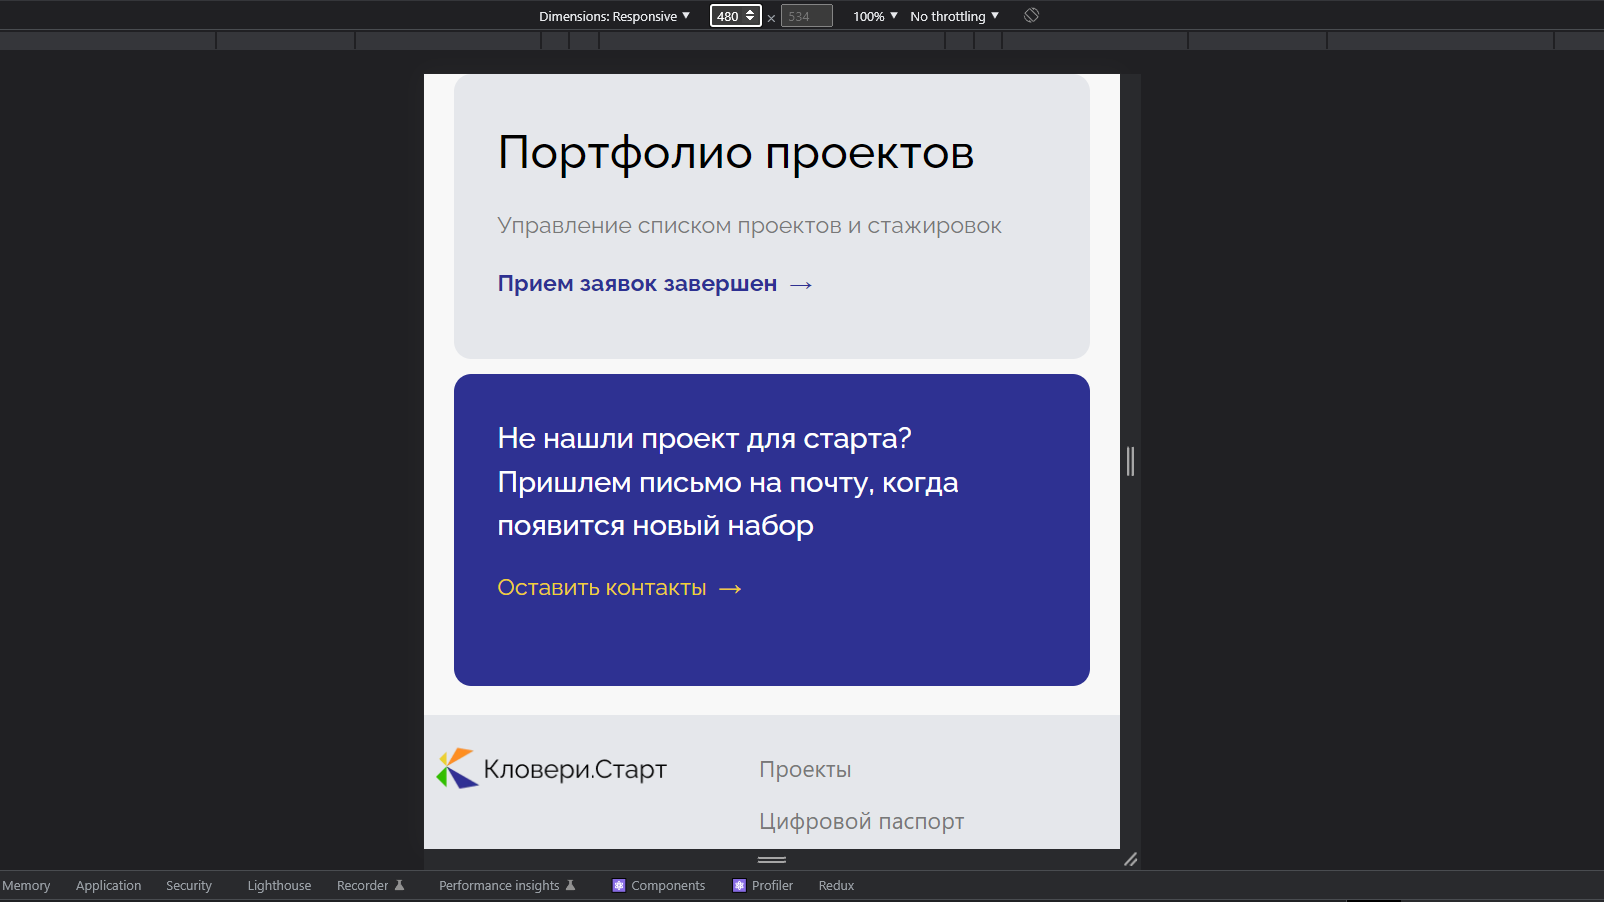 Dimensions: Responsive ▼ 480 × 534 100% ▼ No throttling ▼
Портфолио проектов
Управление списком проектов и стажировок
Прием заявок завершен →
Не нашли проект для старта?
Пришлем письмо на почту, когда
появится новый набор
Оставить контакты →
Кловери.Старт
Проекты
Цифровой паспорт
Memory Application Security Lighthouse Recorder Performance insights Components Profiler Redux